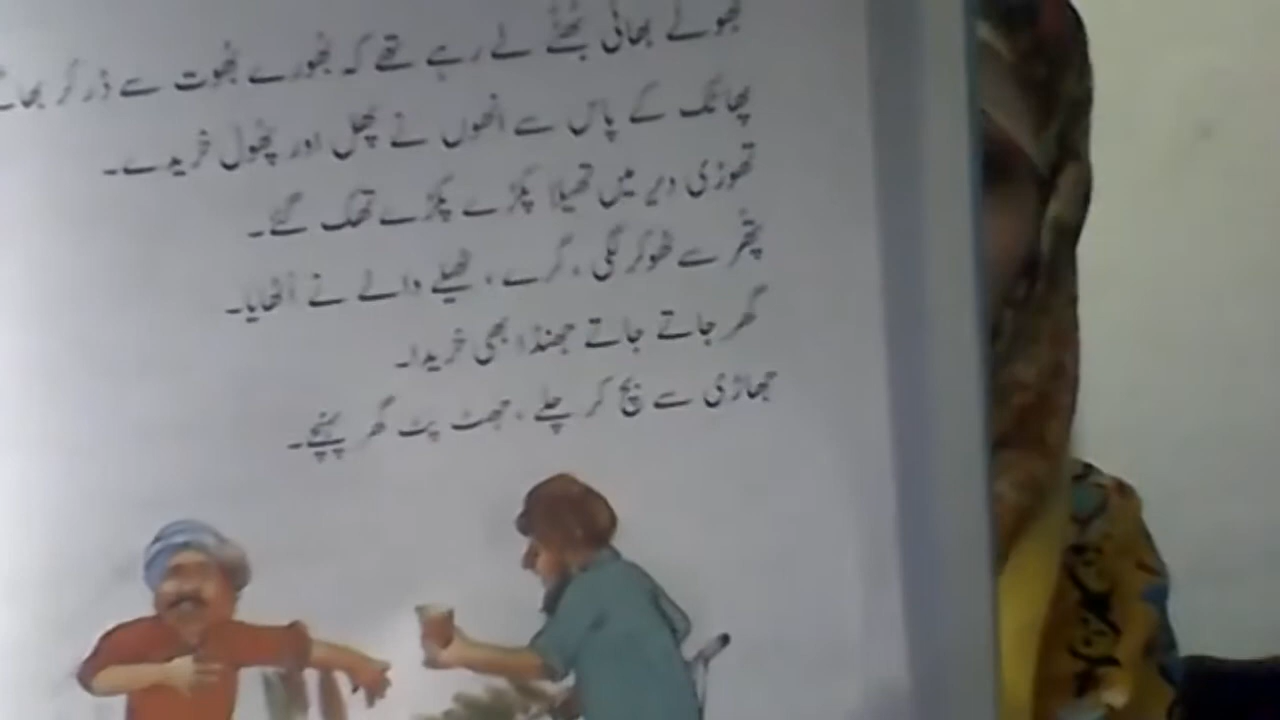 بھولے بھائی بھٹے لے رہے تھے کہ بھورے بھوت سے ڈر کر
پھاٹک کے پاس سے انھوں نے پھل اور پھول خریدے۔
تھوڑی دیر میں تھیلا پکڑے پکڑے تھک گئے۔
پتھر سے ٹھوکر لگی ، گرے ، ٹھیلے والے نے اُٹھایا۔
گھر جاتے جاتے جھنڈا بھی خریدا۔
جھاڑی سے بچ کر چلے ، جھٹ پٹ گھر پہنچے۔